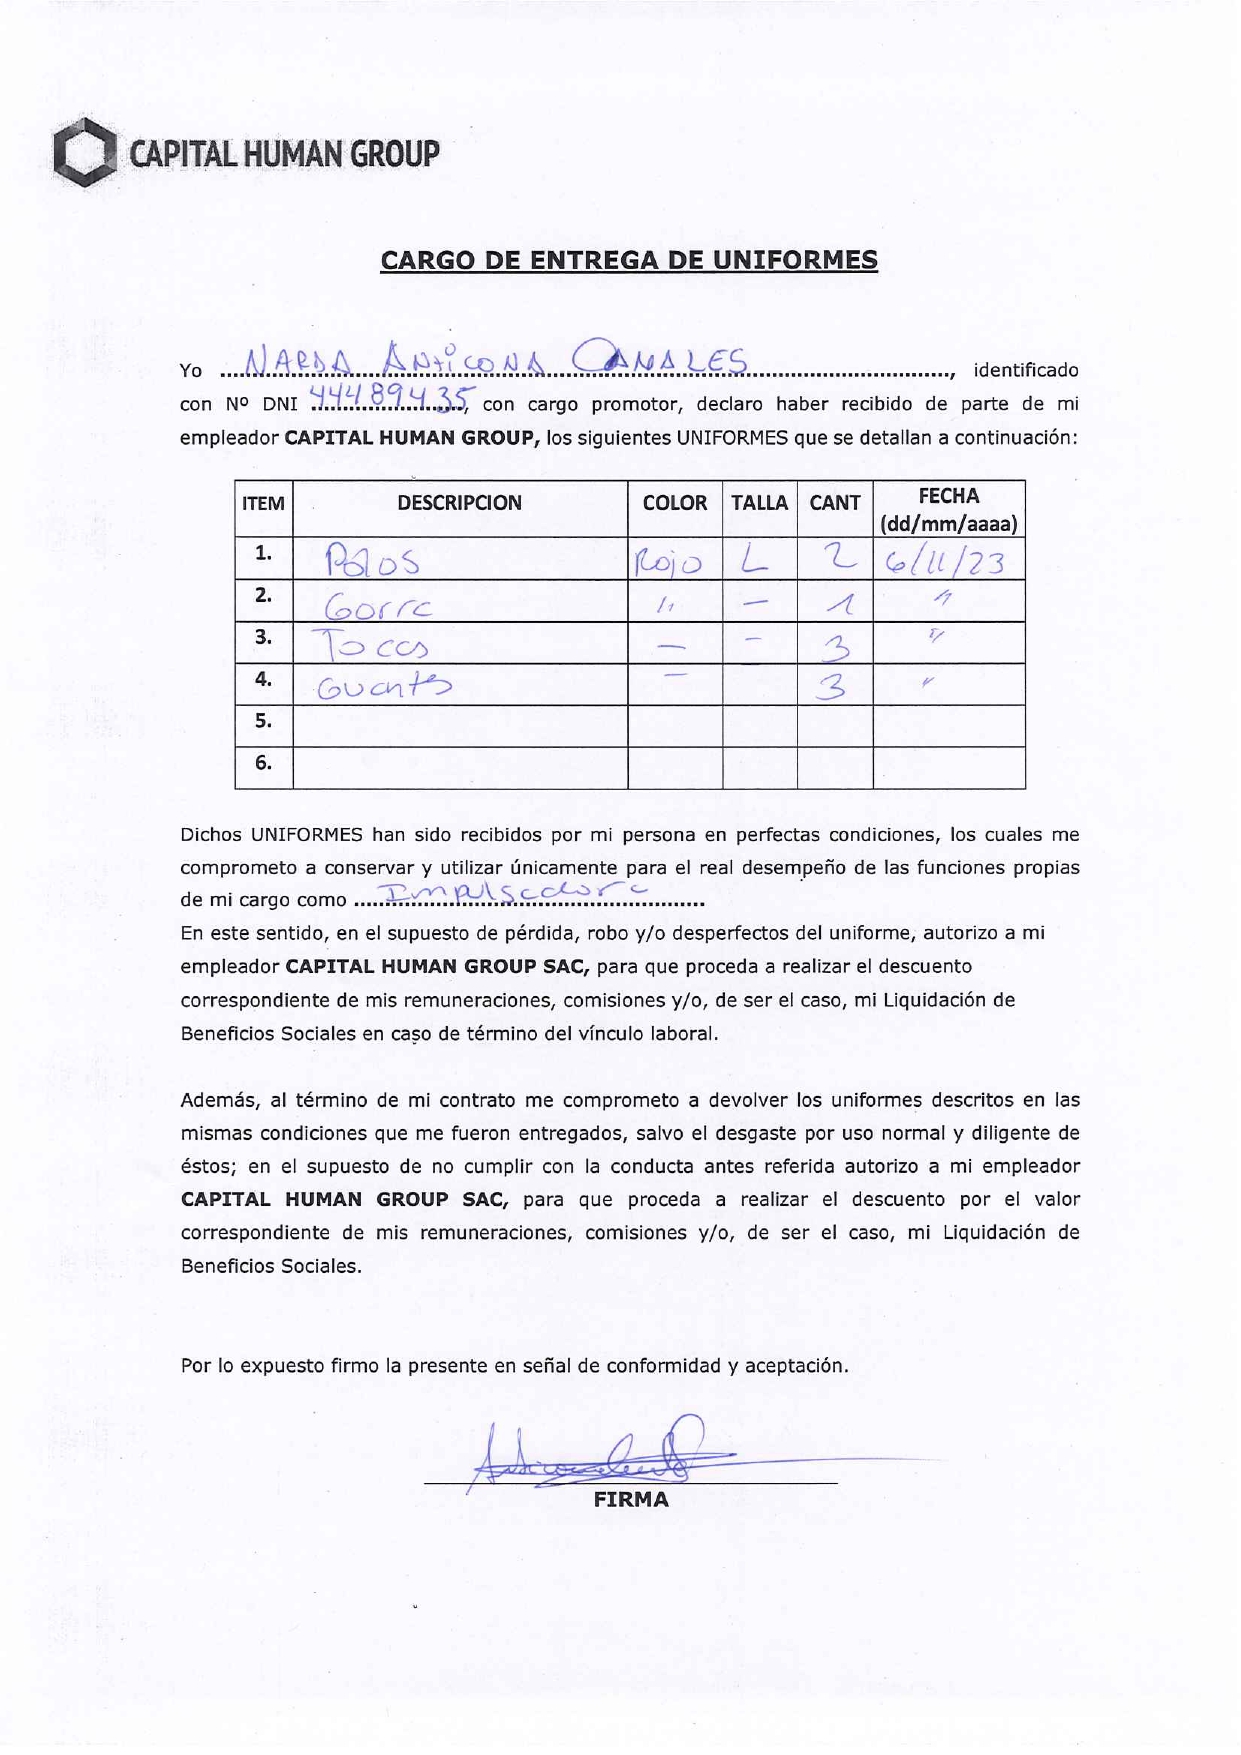 CAPITAL HUMAN GROUP
CARGO DE ENTREGA DE UNIFORMES
Yo ....NARDA ANTICONA CANALES...., identificado
con Nº DNI 44489435, con cargo promotor, declaro haber recibido de parte de mi
empleador CAPITAL HUMAN GROUP, los siguientes UNIFORMES que se detallan a continuación:
ITEM DESCRIPCION COLOR TALLA CANT FECHA (dd/mm/aaaa)
1. Polos Rojo L 2 6/11/23
2. Gorra " — 1 "
3. Tocas — - 3 "
4. Guantes — 3 "
5.
6.
Dichos UNIFORMES han sido recibidos por mi persona en perfectas condiciones, los cuales me
comprometo a conservar y utilizar únicamente para el real desempeño de las funciones propias
de mi cargo como ....Impulsadora....
En este sentido, en el supuesto de pérdida, robo y/o desperfectos del uniforme, autorizo a mi
empleador CAPITAL HUMAN GROUP SAC, para que proceda a realizar el descuento
correspondiente de mis remuneraciones, comisiones y/o, de ser el caso, mi Liquidación de
Beneficios Sociales en caso de término del vínculo laboral.
Además, al término de mi contrato me comprometo a devolver los uniformes descritos en las
mismas condiciones que me fueron entregados, salvo el desgaste por uso normal y diligente de
éstos; en el supuesto de no cumplir con la conducta antes referida autorizo a mi empleador
CAPITAL HUMAN GROUP SAC, para que proceda a realizar el descuento por el valor
correspondiente de mis remuneraciones, comisiones y/o, de ser el caso, mi Liquidación de
Beneficios Sociales.
Por lo expuesto firmo la presente en señal de conformidad y aceptación.
FIRMA